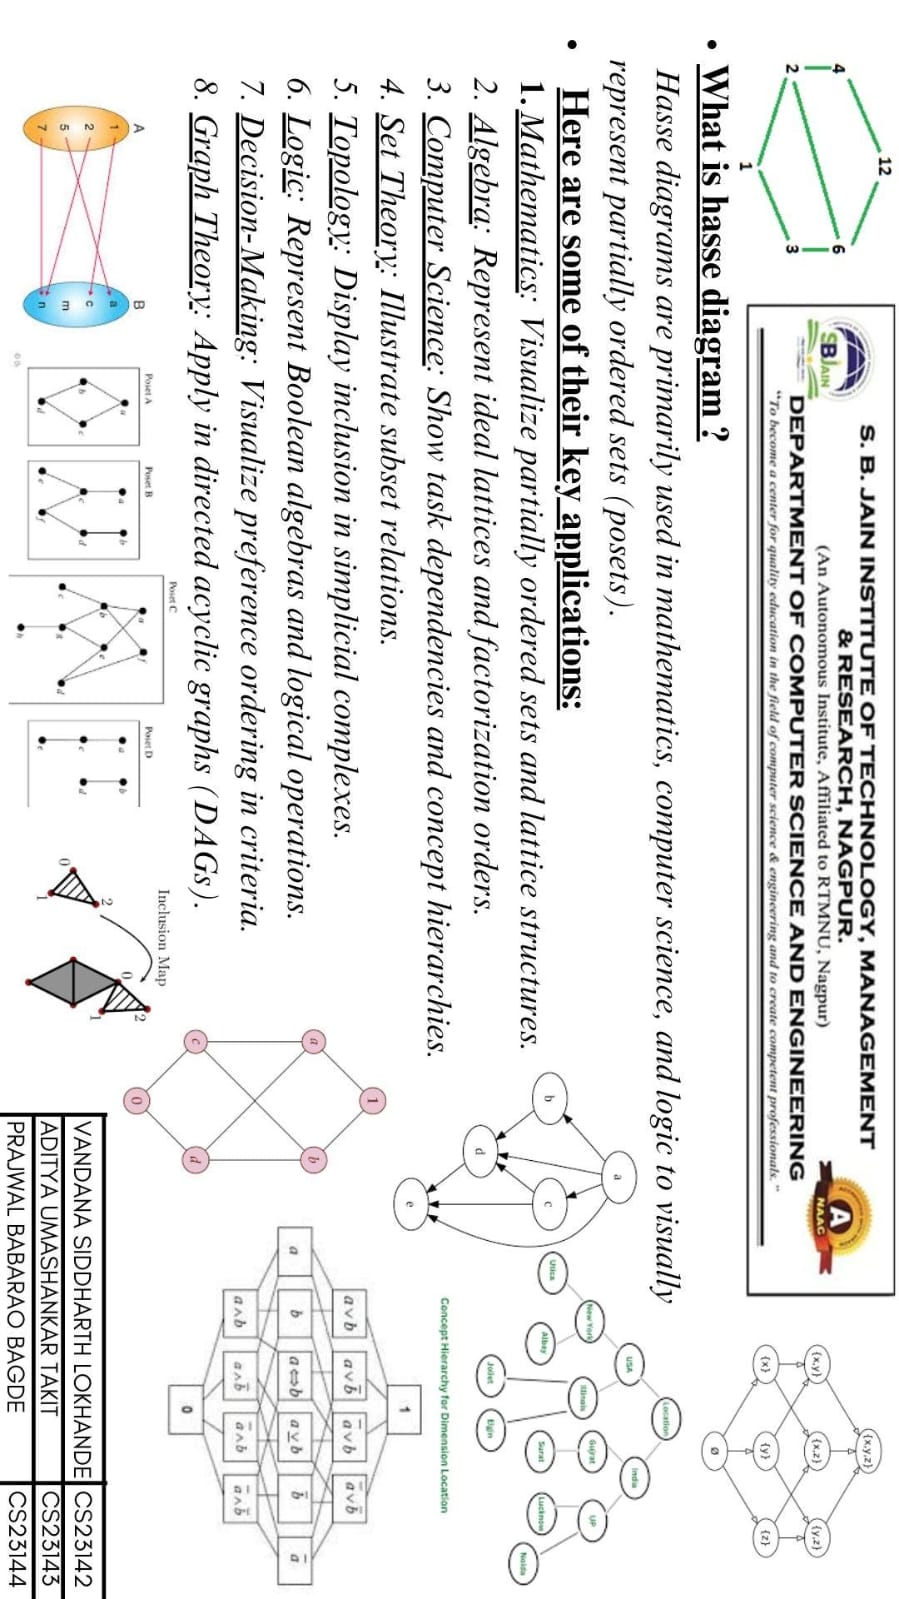 S. B. JAIN INSTITUTE OF TECHNOLOGY, MANAGEMENT
& RESEARCH, NAGPUR.
(An Autonomous Institute, Affiliated to RTMNU, Nagpur)
DEPARTMENT OF COMPUTER SCIENCE AND ENGINEERING
“To become a center for quality education in the field of computer science & engineering and to create competent professionals.”
SBJAIN
A
NAAC
12
4
6
2
3
1
{x,y,z}
{x,y}
{x,z}
{y,z}
{x}
{y}
{z}
Ø
• What is hasse diagram ?
Hasse diagrams are primarily used in mathematics, computer science, and logic to visually
represent partially ordered sets (posets).
• Here are some of their key applications:
1. Mathematics: Visualize partially ordered sets and lattice structures.
2. Algebra: Represent ideal lattices and factorization orders.
3. Computer Science: Show task dependencies and concept hierarchies.
4. Set Theory: Illustrate subset relations.
5. Topology: Display inclusion in simplicial complexes.
6. Logic: Represent Boolean algebras and logical operations.
7. Decision-Making: Visualize preference ordering in criteria.
8. Graph Theory: Apply in directed acyclic graphs (DAGs).
a
b
c
d
e
Location
USA
India
New York
Illinois
Gujrat
UP
Utica
Albay
Joliet
Elgin
Surat
Lucknow
Noida
Concept Hierarchy for Dimension Location
1
a
b
c
d
0
1
a∨b
a∨b̅
a̅∨b
a̅∨b̅
a
b
a⇔b
a⊻b
b̅
a̅
a∧b
a∧b̅
a̅∧b
a̅∧b̅
0
A
B
1
2
5
7
a
c
m
n
Poset A
a
b
c
d
Poset B
a
b
c
d
e
f
Poset C
a
f
b
e
c
g
d
h
Poset D
a
b
c
d
e
Inclusion Map
0
1
2
0
1
2
VANDANA SIDDHARTH LOKHANDE CS23142
ADITYA UMASHANKAR TAKIT CS23143
PRAJWAL BABARAO BAGDE CS23144